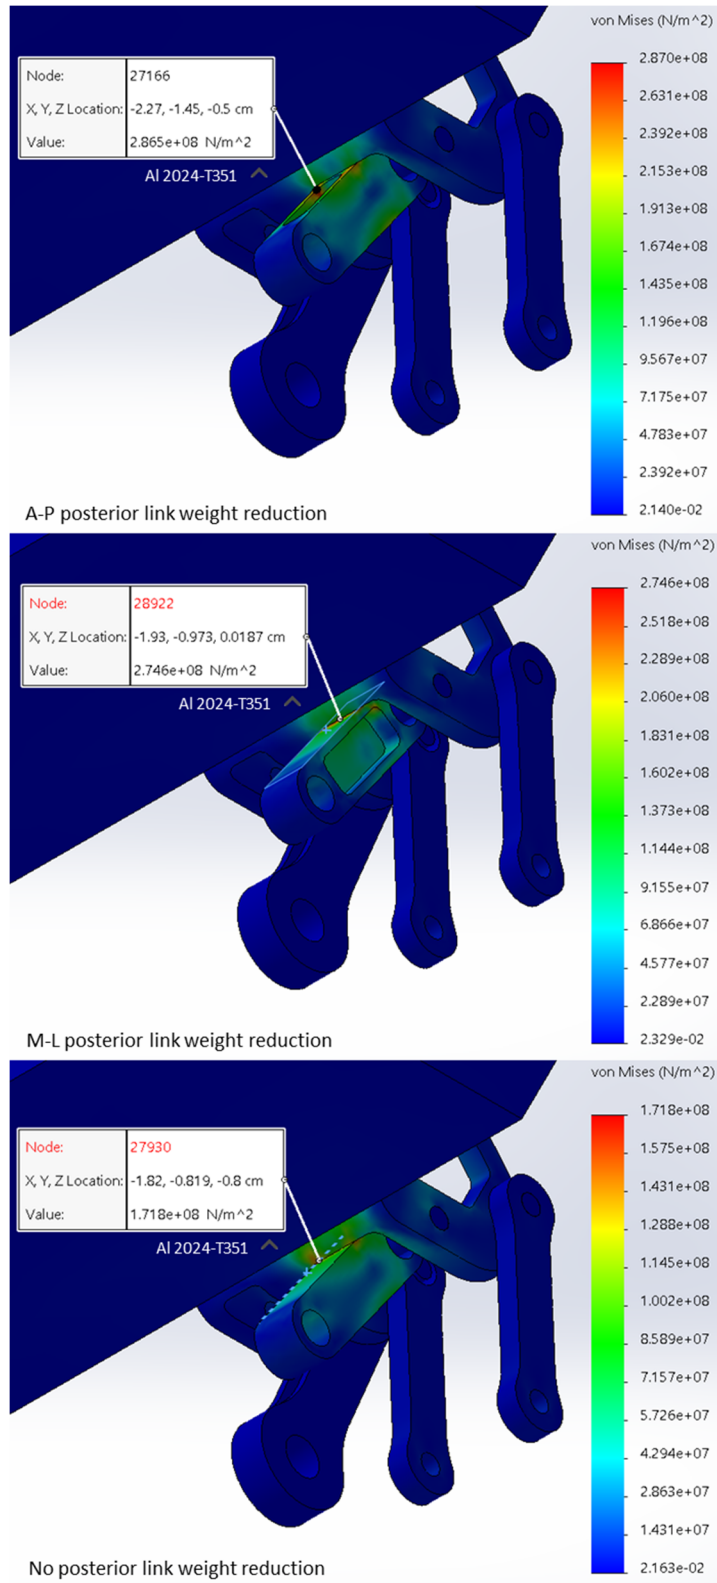 von Mises (N/m^2)
Node: 27166
X, Y, Z Location: -2.27, -1.45, -0.5 cm
Value: 2.865e+08 N/m^2
Al 2024-T351
2.870e+08
2.631e+08
2.392e+08
2.153e+08
1.913e+08
1.674e+08
1.435e+08
1.196e+08
9.567e+07
7.175e+07
4.783e+07
2.392e+07
2.140e-02
A-P posterior link weight reduction
von Mises (N/m^2)
Node: 28922
X, Y, Z Location: -1.93, -0.973, 0.0187 cm
Value: 2.746e+08 N/m^2
Al 2024-T351
2.746e+08
2.518e+08
2.289e+08
2.060e+08
1.831e+08
1.602e+08
1.373e+08
1.144e+08
9.155e+07
6.866e+07
4.577e+07
2.289e+07
2.329e-02
M-L posterior link weight reduction
von Mises (N/m^2)
Node: 27930
X, Y, Z Location: -1.82, -0.819, -0.8 cm
Value: 1.718e+08 N/m^2
Al 2024-T351
1.718e+08
1.575e+08
1.431e+08
1.288e+08
1.145e+08
1.002e+08
8.589e+07
7.157e+07
5.726e+07
4.294e+07
2.863e+07
1.431e+07
2.163e-02
No posterior link weight reduction